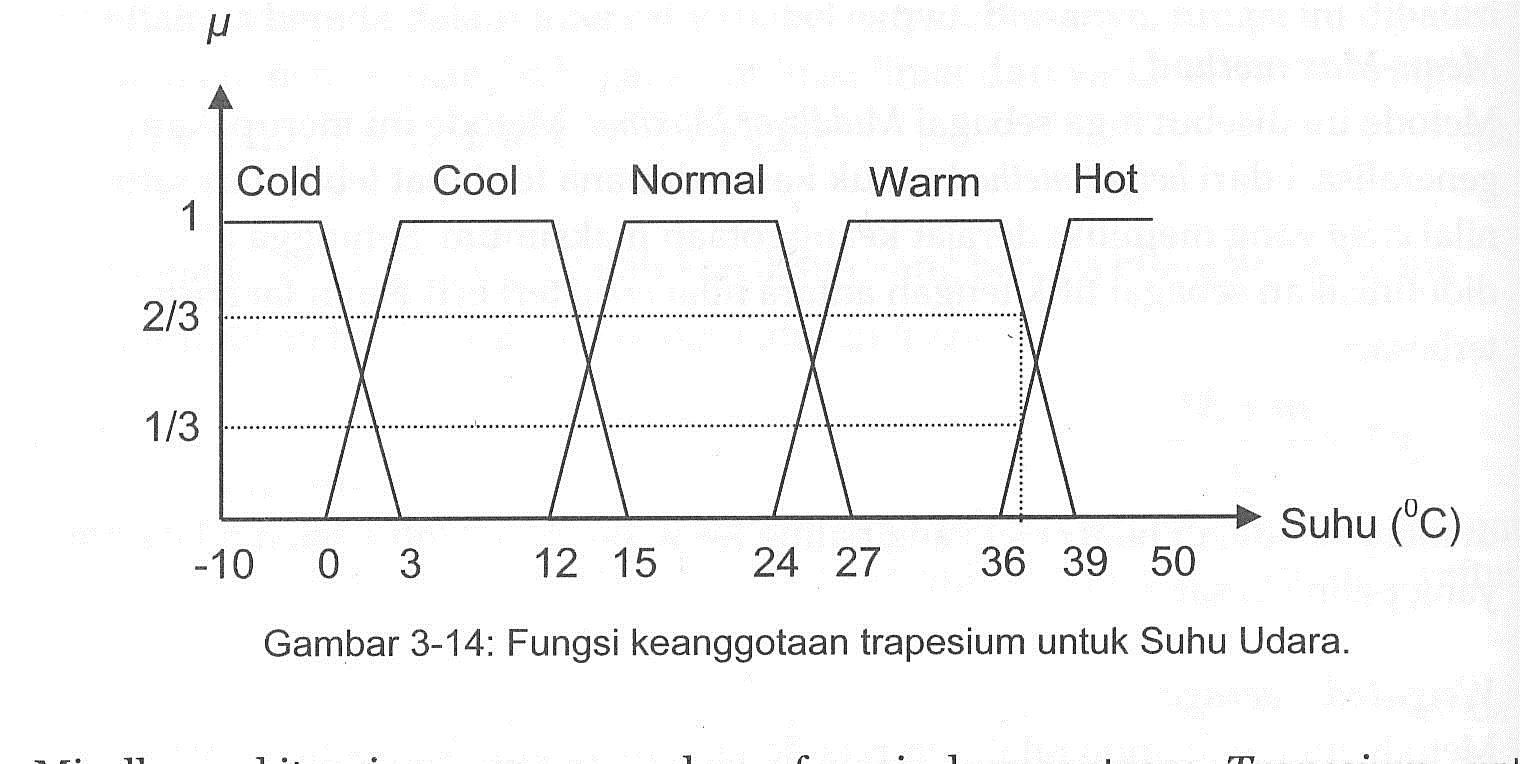 μ
Cold Cool Normal Warm Hot
1
2/3
1/3
Suhu (⁰C)
-10 0 3 12 15 24 27 36 39 50
Gambar 3-14: Fungsi keanggotaan trapesium untuk Suhu Udara.